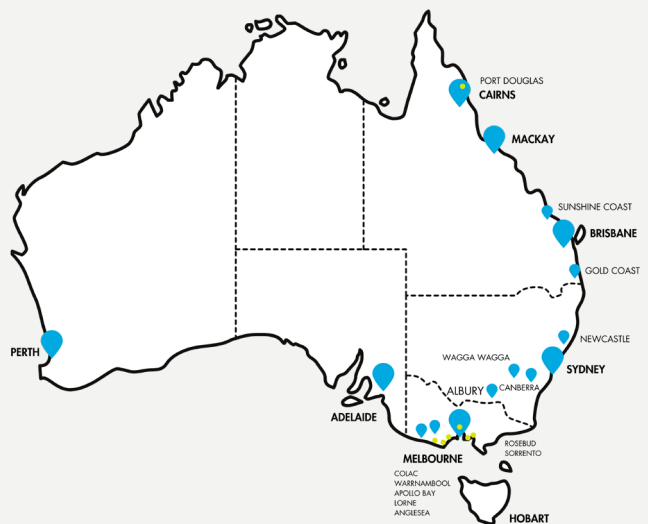 PORT DOUGLAS
CAIRNS
MACKAY
SUNSHINE COAST
BRISBANE
GOLD COAST
NEWCASTLE
PERTH
WAGGA WAGGA
SYDNEY
ALBURY
CANBERRA
ADELAIDE
MELBOURNE
ROSEBUD
SORRENTO
COLAC
WARRNAMBOOL
APOLLO BAY
LORNE
ANGLESEA
HOBART